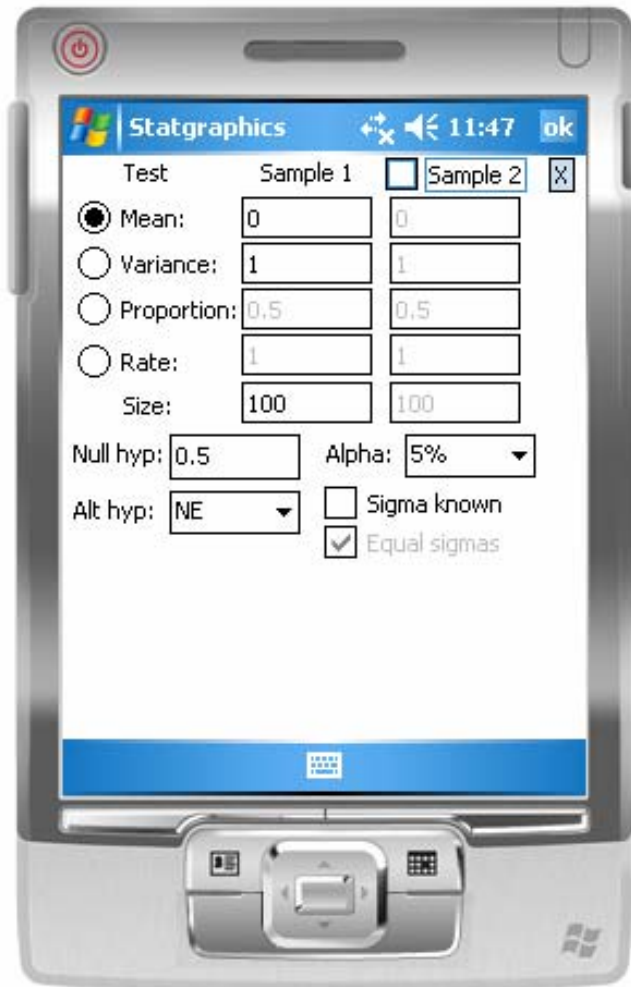 Statgraphics 11:47 ok
Test Sample 1 Sample 2 X
Mean: 0 0
Variance: 1 1
Proportion: 0.5 0.5
Rate: 1 1
Size: 100 100
Null hyp: 0.5 Alpha: 5%
Alt hyp: NE Sigma known
Equal sigmas